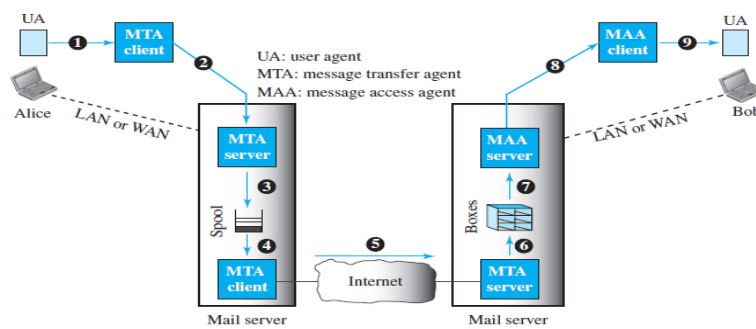 UA
1
MTA
client
2
UA: user agent
MTA: message transfer agent
MAA: message access agent
Alice
LAN or WAN
MTA
server
3
Spool
4
MTA
client
Mail server
5
Internet
UA
9
MAA
client
8
Bob
LAN or WAN
MAA
server
7
Boxes
6
MTA
server
Mail server